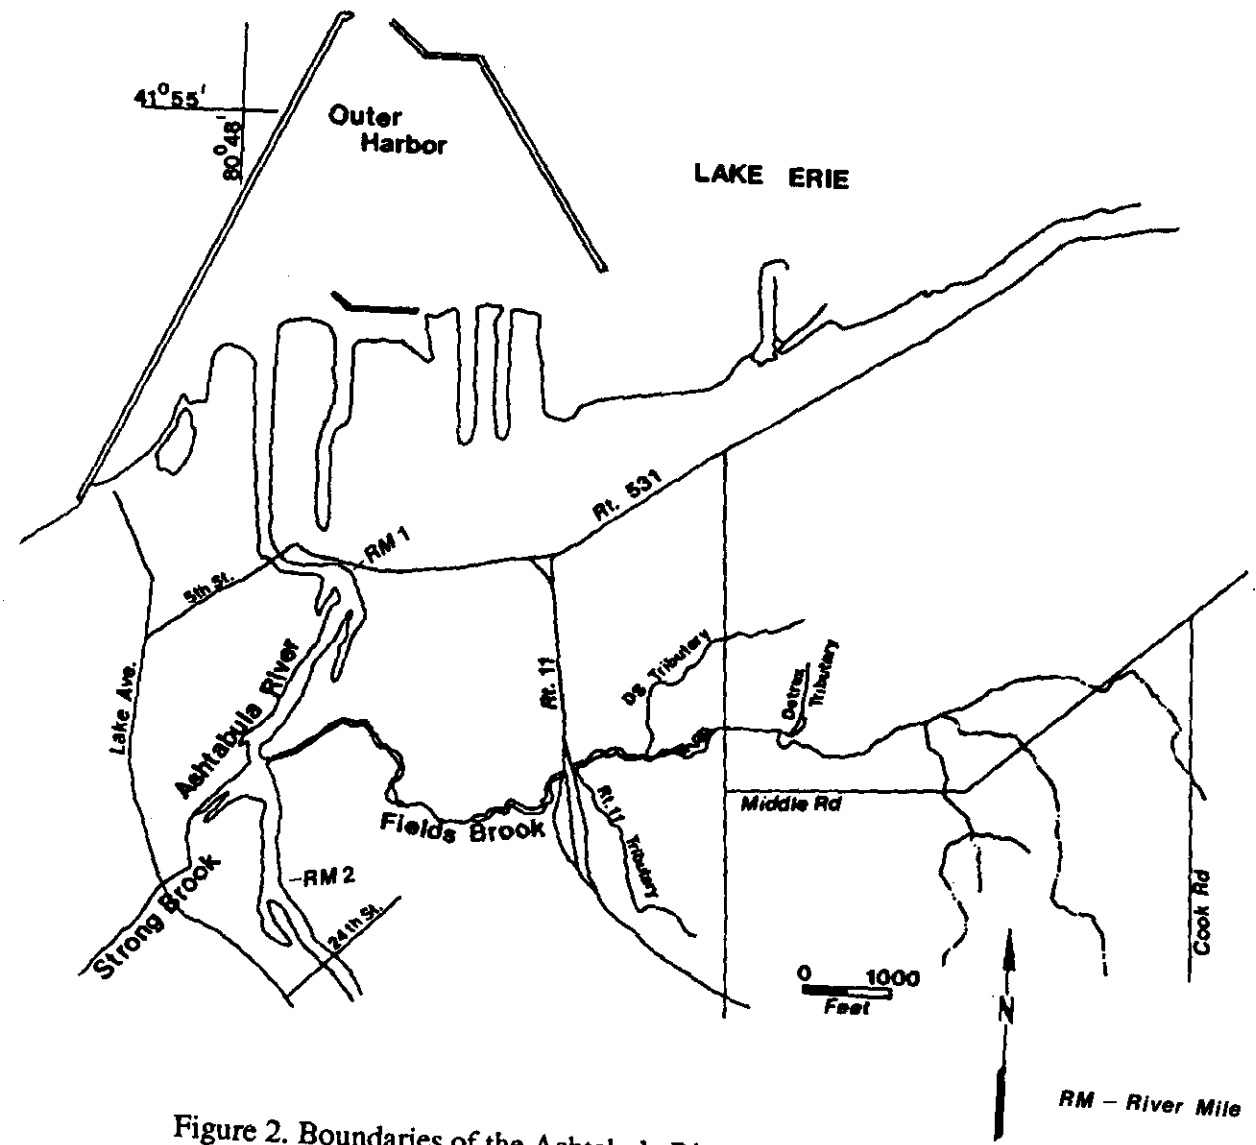 41°55'
80°48'
Outer
Harbor
LAKE ERIE
Rt. 531
RM 1
5th St.
Lake Ave.
Ashtabula River
Rt. 11
DS Tributary
Detrex
Tributary
Middle Rd
Fields Brook
Rt. 11 Tributary
RM 2
Strong Brook
24th St.
Cook Rd
0 1000
Feet
N
RM – River Mile
Figure 2. Boundaries of the Ashtabula